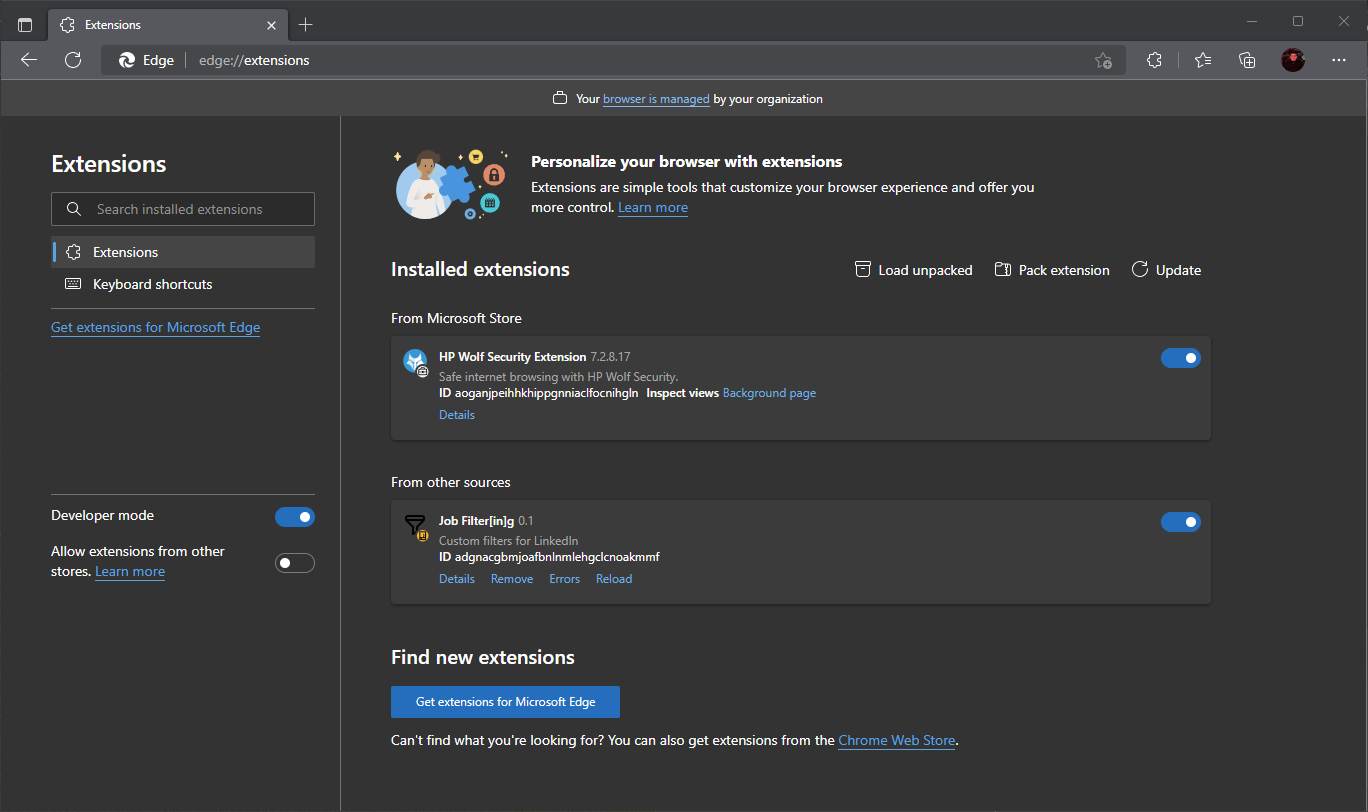 Extensions
Edge edge://extensions
Your browser is managed by your organization
Extensions
Search installed extensions
Extensions
Keyboard shortcuts
Get extensions for Microsoft Edge
Developer mode
Allow extensions from other
stores. Learn more
Personalize your browser with extensions
Extensions are simple tools that customize your browser experience and offer you
more control. Learn more
Installed extensions
Load unpacked
Pack extension
Update
From Microsoft Store
HP Wolf Security Extension 7.2.8.17
Safe internet browsing with HP Wolf Security.
ID aoganjpeihhkhippgnniaclfocnihgln Inspect views Background page
Details
From other sources
Job Filter[in]g 0.1
Custom filters for LinkedIn
ID adgnacgbmjoafbnlnmlehgclcnoakmmf
Details Remove Errors Reload
Find new extensions
Get extensions for Microsoft Edge
Can't find what you're looking for? You can also get extensions from the Chrome Web Store.